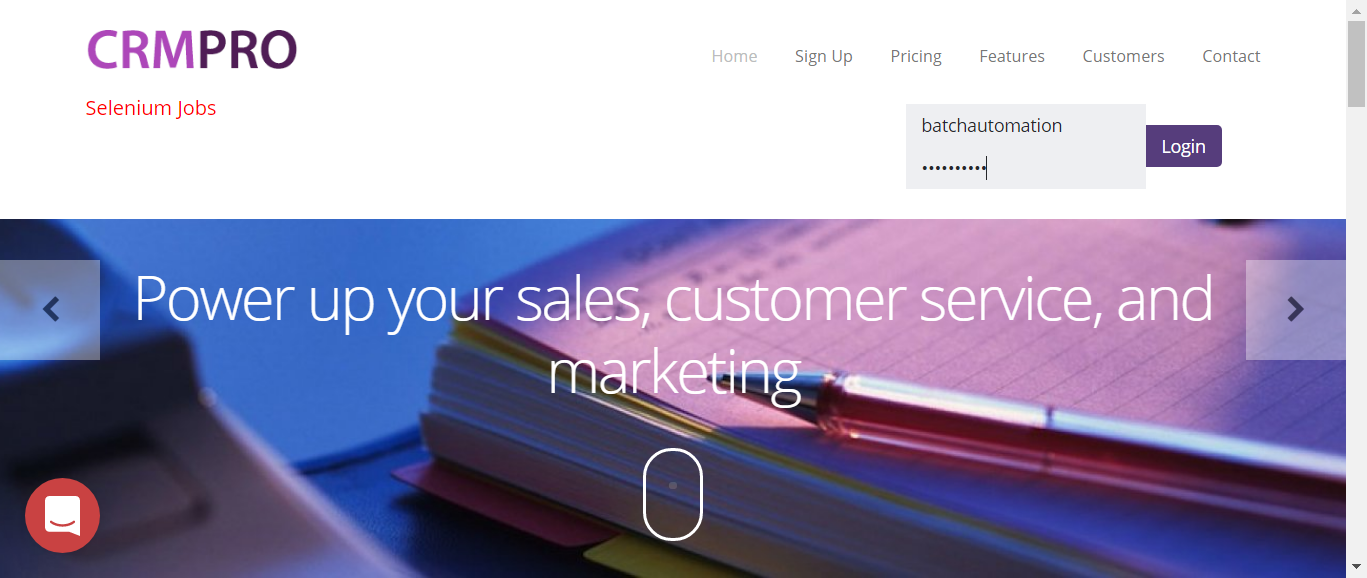 CRMPRO
Home Sign Up Pricing Features Customers Contact
Selenium Jobs
batchautomation
••••••••••
Login
Power up your sales, customer service, and
marketing